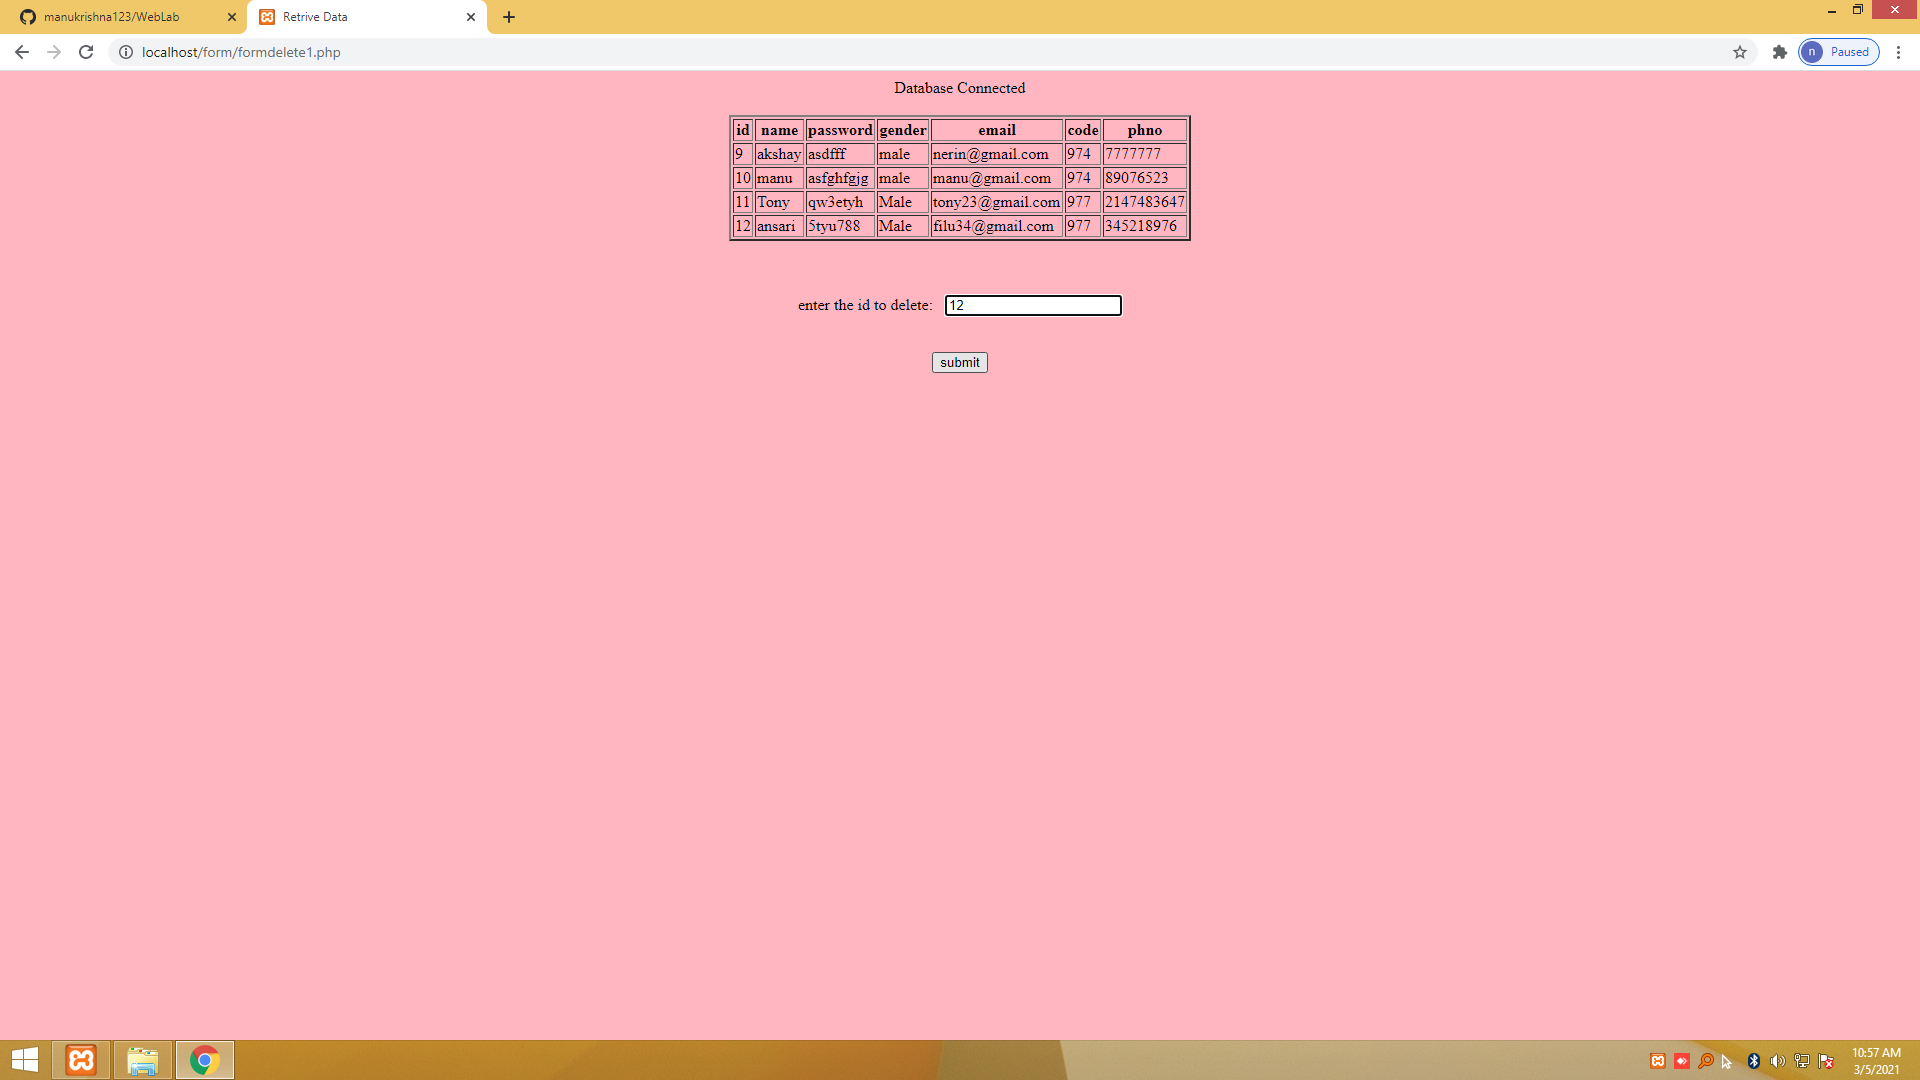 manukrishna123/WebLab
Retrive Data
localhost/form/formdelete1.php
n Paused
Database Connected
id name password gender email code phno
9 akshay asdfff male nerin@gmail.com 974 7777777
10 manu asfghfgjg male manu@gmail.com 974 89076523
11 Tony qw3etyh Male tony23@gmail.com 977 2147483647
12 ansari 5tyu788 Male filu34@gmail.com 977 345218976
enter the id to delete: 12
submit
10:57 AM
3/5/2021